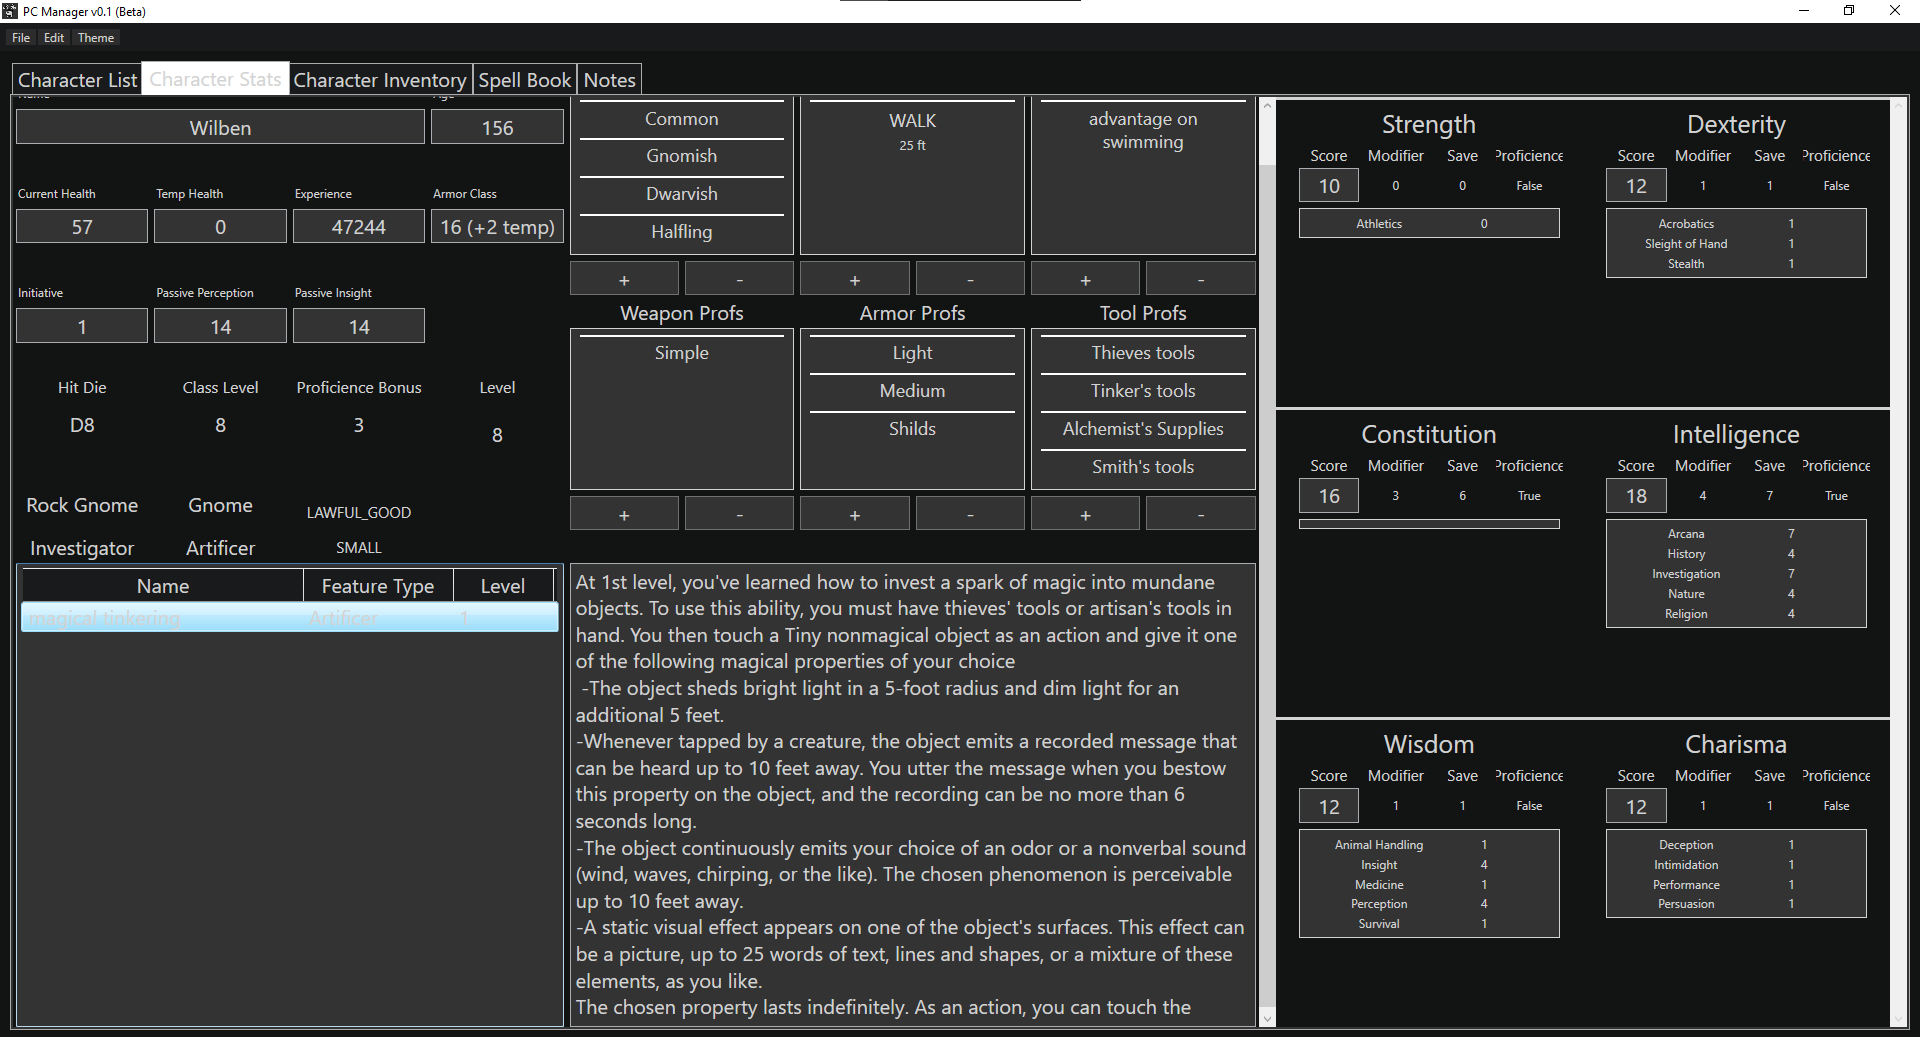 PC Manager v0.1 (Beta)
File Edit Theme
Character List Character Stats Character Inventory Spell Book Notes
Name Age
Wilben 156
Current Health Temp Health Experience Armor Class
57 0 47244 16 (+2 temp)
Initiative Passive Perception Passive Insight
1 14 14
Hit Die Class Level Proficience Bonus Level
D8 8 3 8
Rock Gnome Gnome LAWFUL_GOOD
Investigator Artificer SMALL
Name Feature Type Level
magical tinkering Artificer 1
Common
Gnomish
Dwarvish
Halfling
+ -
WALK
25 ft
+ -
advantage on
swimming
+ -
Weapon Profs
Simple
+ -
Armor Profs
Light
Medium
Shilds
+ -
Tool Profs
Thieves tools
Tinker's tools
Alchemist's Supplies
Smith's tools
+ -
At 1st level, you've learned how to invest a spark of magic into mundane
objects. To use this ability, you must have thieves' tools or artisan's tools in
hand. You then touch a Tiny nonmagical object as an action and give it one
of the following magical properties of your choice
-The object sheds bright light in a 5-foot radius and dim light for an
additional 5 feet.
-Whenever tapped by a creature, the object emits a recorded message that
can be heard up to 10 feet away. You utter the message when you bestow
this property on the object, and the recording can be no more than 6
seconds long.
-The object continuously emits your choice of an odor or a nonverbal sound
(wind, waves, chirping, or the like). The chosen phenomenon is perceivable
up to 10 feet away.
-A static visual effect appears on one of the object's surfaces. This effect can
be a picture, up to 25 words of text, lines and shapes, or a mixture of these
elements, as you like.
The chosen property lasts indefinitely. As an action, you can touch the
Strength
Score Modifier Save Proficience
10 0 0 False
Athletics 0
Dexterity
Score Modifier Save Proficience
12 1 1 False
Acrobatics 1
Sleight of Hand 1
Stealth 1
Constitution
Score Modifier Save Proficience
16 3 6 True
Intelligence
Score Modifier Save Proficience
18 4 7 True
Arcana 7
History 4
Investigation 7
Nature 4
Religion 4
Wisdom
Score Modifier Save Proficience
12 1 1 False
Animal Handling 1
Insight 4
Medicine 1
Perception 4
Survival 1
Charisma
Score Modifier Save Proficience
12 1 1 False
Deception 1
Intimidation 1
Performance 1
Persuasion 1